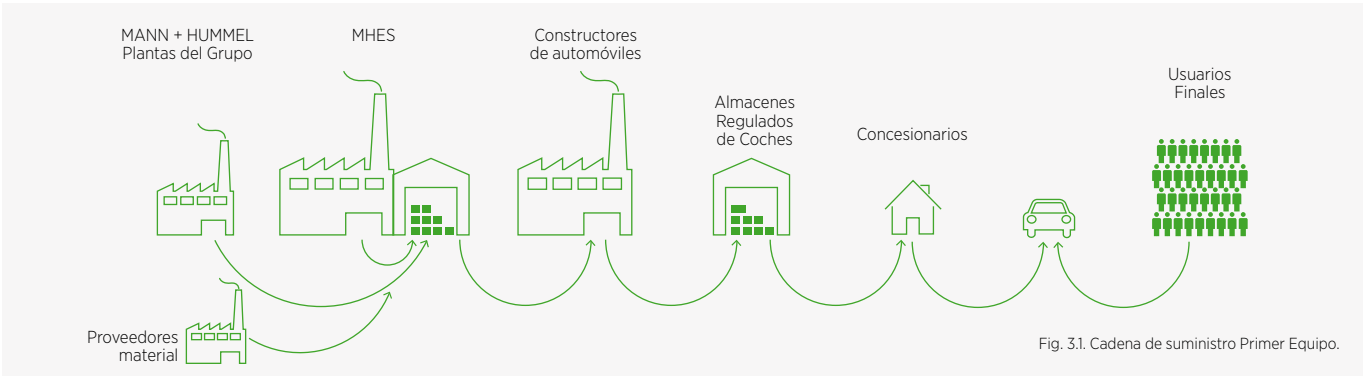 MANN + HUMMEL
Plantas del Grupo
MHES
Constructores
de automóviles
Almacenes
Regulados
de Coches
Concesionarios
Usuarios
Finales
Proveedores
material
Fig. 3.1. Cadena de suministro Primer Equipo.